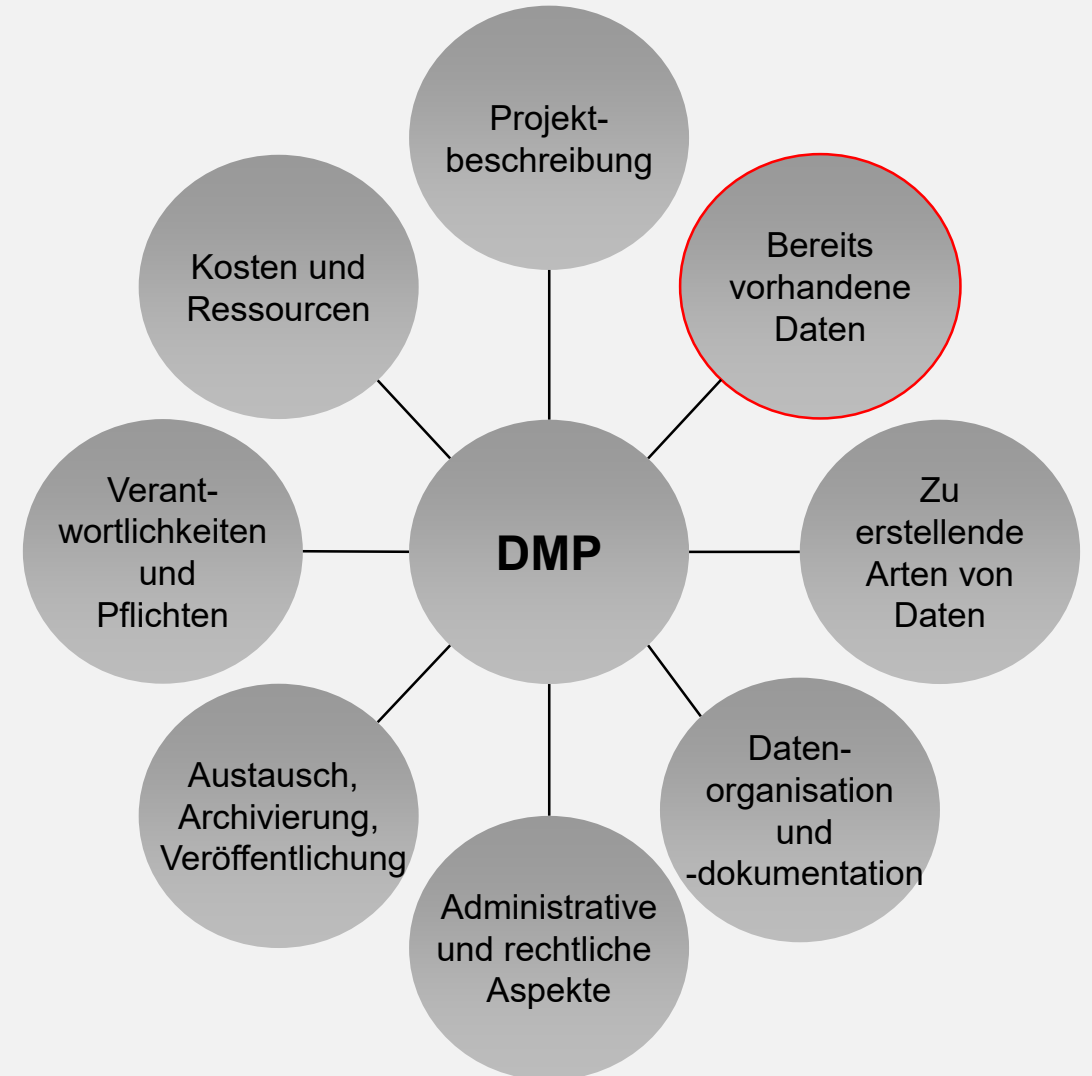 Projekt-
beschreibung
Bereits
vorhandene
Daten
Zu
erstellende
Arten von
Daten
Daten-
organisation
und
-dokumentation
Administrative
und rechtliche
Aspekte
Austausch,
Archivierung,
Veröffentlichung
Verant-
wortlichkeiten
und
Pflichten
Kosten und
Ressourcen
DMP